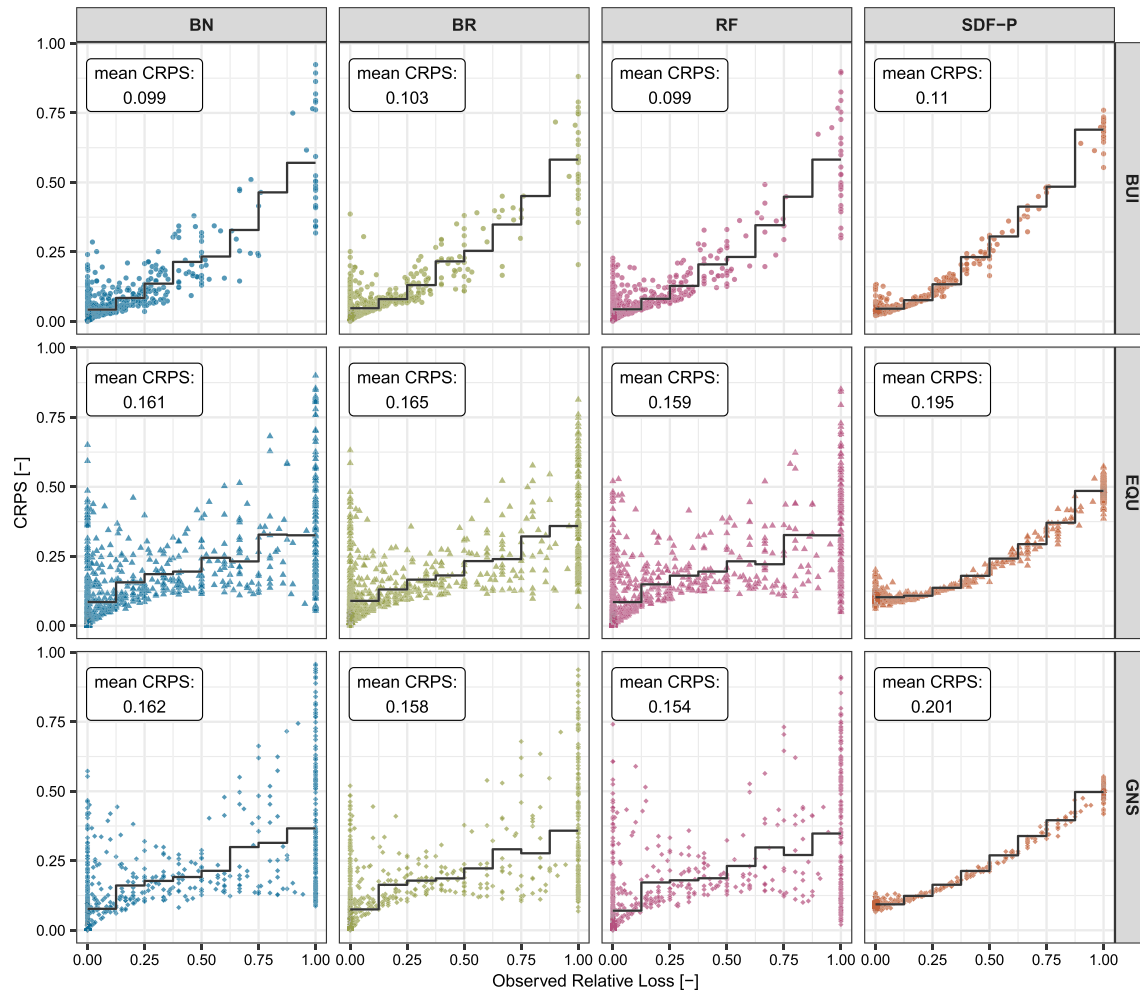 BN BR RF SDF−P
1.00
0.75
0.50
0.25
0.00
mean CRPS:
0.099
mean CRPS:
0.103
mean CRPS:
0.099
mean CRPS:
0.11
BUI
1.00
0.75
0.50
0.25
0.00
mean CRPS:
0.161
mean CRPS:
0.165
mean CRPS:
0.159
mean CRPS:
0.195
EQU
CRPS [−]
1.00
0.75
0.50
0.25
0.00
mean CRPS:
0.162
mean CRPS:
0.158
mean CRPS:
0.154
mean CRPS:
0.201
GNS
0.00 0.25 0.50 0.75 1.00 0.00 0.25 0.50 0.75 1.00 0.00 0.25 0.50 0.75 1.00 0.00 0.25 0.50 0.75 1.00
Observed Relative Loss [−]